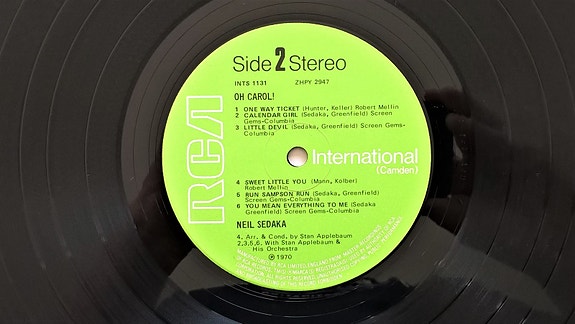 Side 2 Stereo
INTS 1131 ZHPY 2947
OH CAROL!
1 ONE WAY TICKET (Hunter, Keller) Robert Mellin
2 CALENDAR GIRL (Sedaka, Greenfield) Screen
Gems-Columbia
3 LITTLE DEVIL (Sedaka, Greenfield) Screen Gems-
Columbia
RCA
International
(Camden)
4 SWEET LITTLE YOU (Mann, Kolber)
Robert Mellin
5 RUN SAMPSON RUN (Sedaka, Greenfield)
Screen Gems-Columbia
6 YOU MEAN EVERYTHING TO ME (Sedaka
Greenfield) Screen Gems-Columbia
NEIL SEDAKA
4, Arr. & Cond. by Stan Applebaum
2,3,5,6, With Stan Applebaum &
His Orchestra
℗ 1970